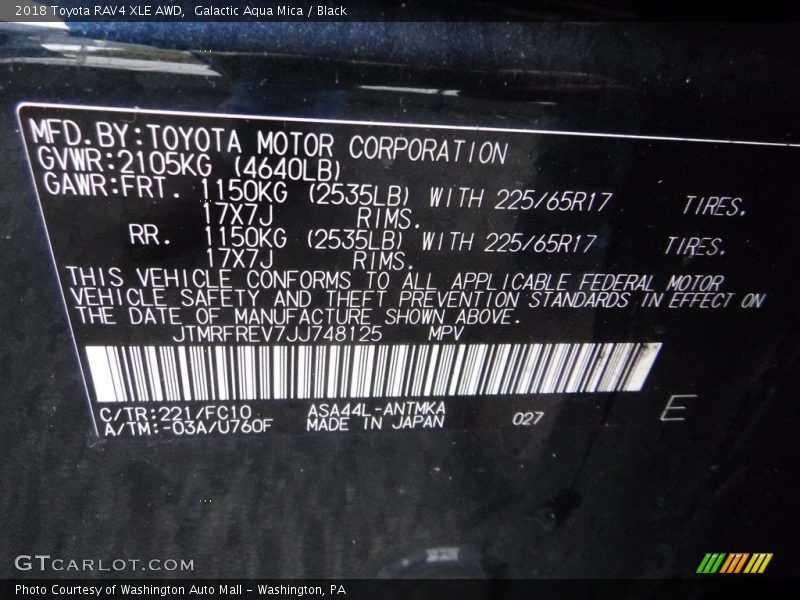 2018 Toyota RAV4 XLE AWD,  Galactic Aqua Mica / Black
MFD.BY:TOYOTA MOTOR CORPORATION
GVWR:2105KG (4640LB)
GAWR:FRT. 1150KG (2535LB) WITH 225/65R17 TIRES.
17X7J RIMS.
RR. 1150KG (2535LB) WITH 225/65R17 TIRES.
17X7J RIMS.
THIS VEHICLE CONFORMS TO ALL APPLICABLE FEDERAL MOTOR
VEHICLE SAFETY AND THEFT PREVENTION STANDARDS IN EFFECT ON
THE DATE OF MANUFACTURE SHOWN ABOVE.
JTMRFREV7JJ748125 MPV
C/TR:221/FC10 ASA44L-ANTMKA 027 E
A/TM:-03A/U760F MADE IN JAPAN
GTCARLOT.COM
Photo Courtesy of Washington Auto Mall - Washington, PA